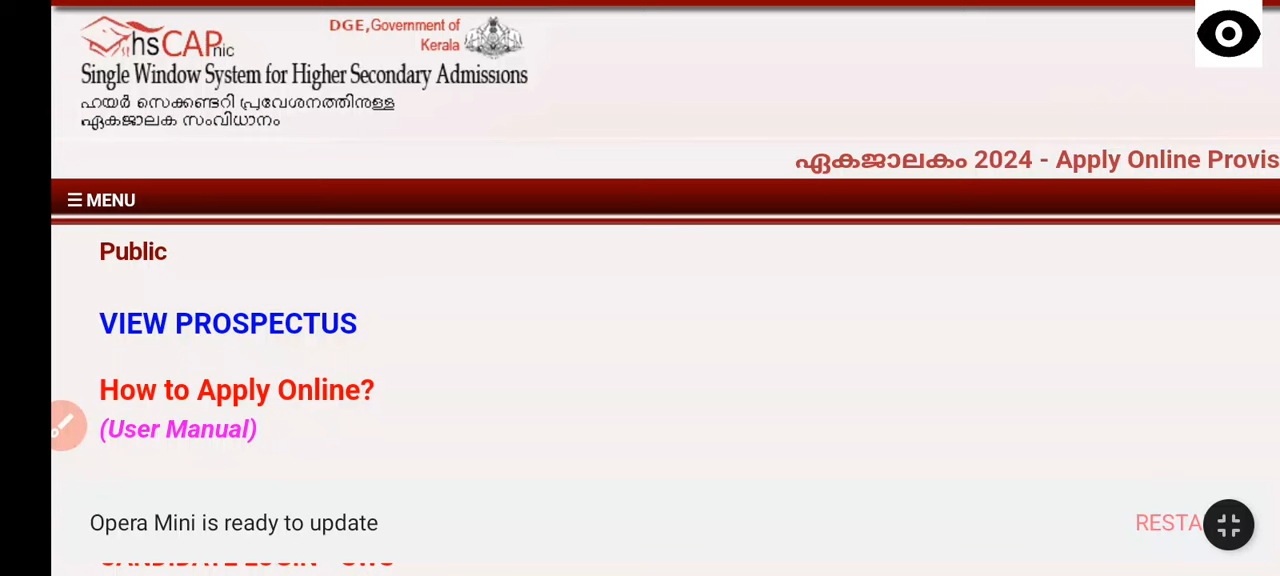 hsCAPnic
DGE,Government of
Kerala
Single Window System for Higher Secondary Admissions
ഹയർ സെക്കണ്ടറി പ്രവേശനത്തിനുള്ള
ഏകജാലക സംവിധാനം
ഏകജാലകം 2024 - Apply Online Provis
☰ MENU
Public
VIEW PROSPECTUS
How to Apply Online?
(User Manual)
Opera Mini is ready to update
RESTA